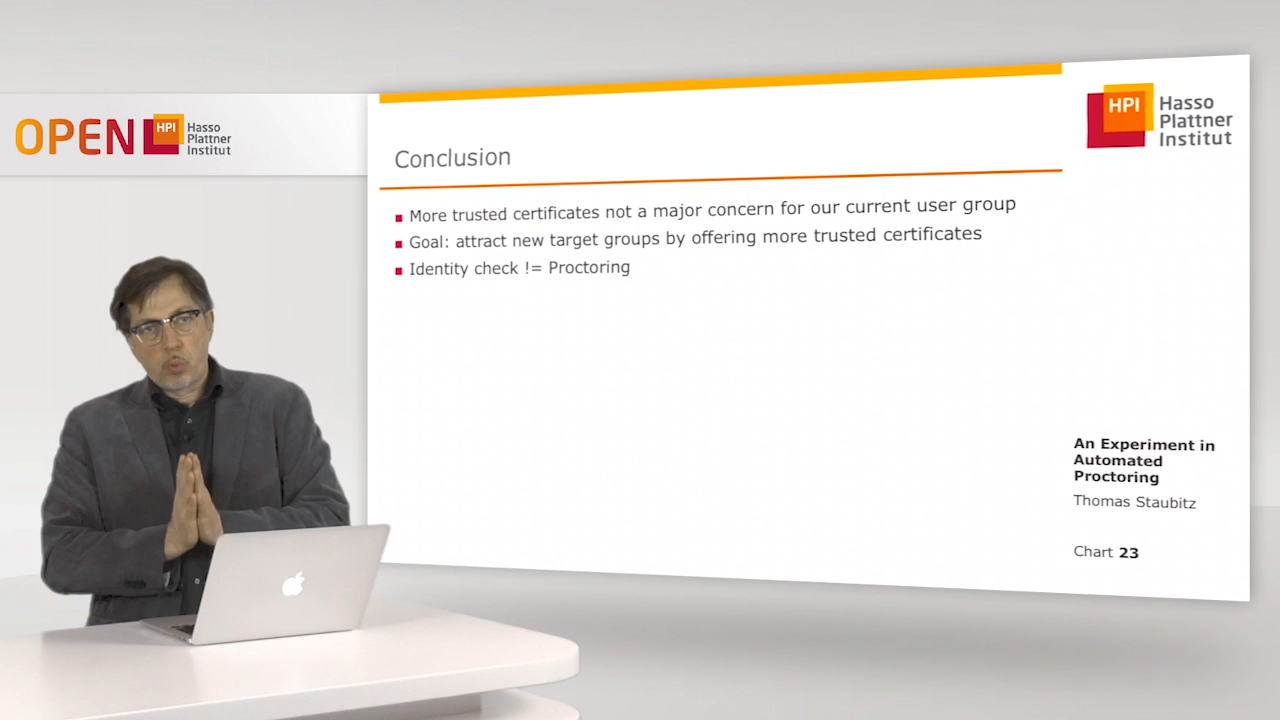 OPEN HPI Hasso
Plattner
Institut
HPI Hasso
Plattner
Institut
Conclusion
More trusted certificates not a major concern for our current user group
Goal: attract new target groups by offering more trusted certificates
Identity check != Proctoring
An Experiment in
Automated
Proctoring
Thomas Staubitz
Chart 23